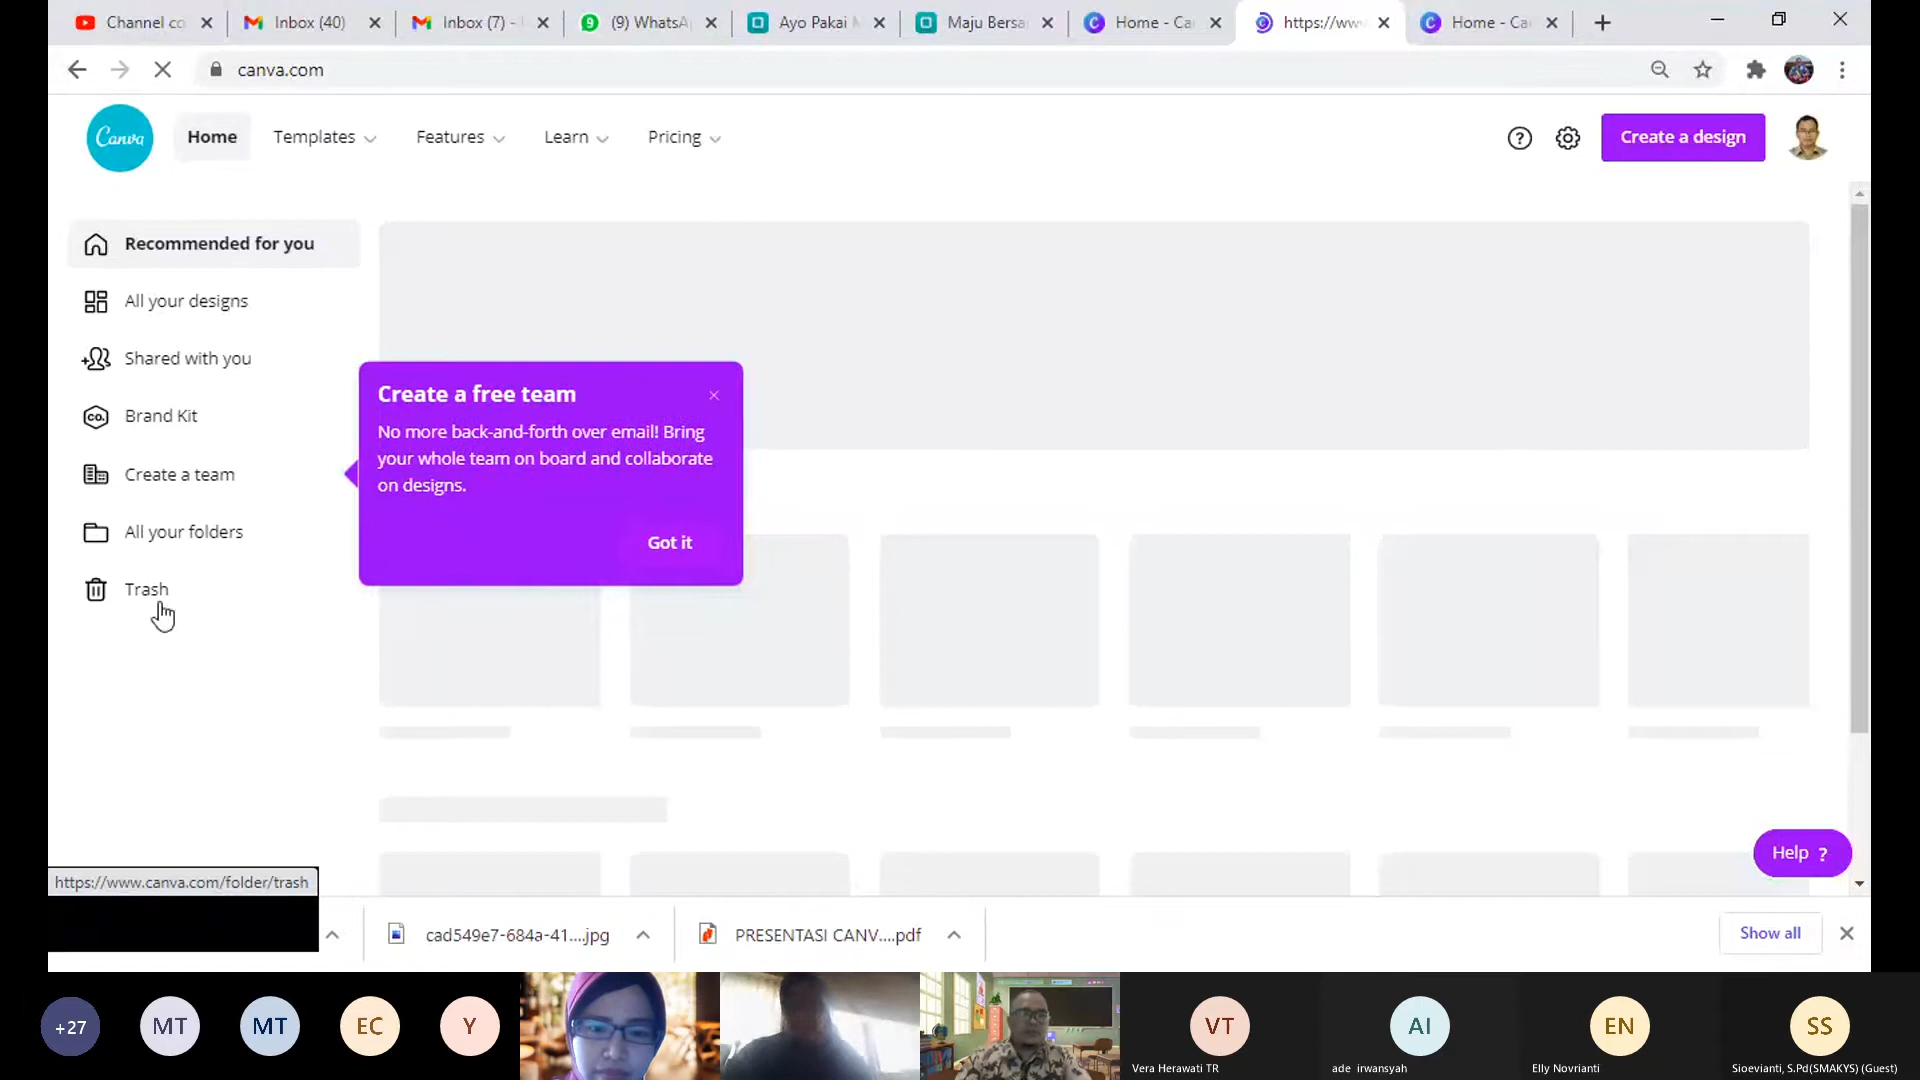 Channel co
Inbox (40)
Inbox (7) -
(9) WhatsA
Ayo Pakai M
Maju Bersa
Home - Ca
https://ww
Home - Ca
canva.com
Canva
Home
Templates
Features
Learn
Pricing
Create a design
Recommended for you
All your designs
Shared with you
Brand Kit
Create a team
All your folders
Trash
Create a free team
No more back-and-forth over email! Bring
your whole team on board and collaborate
on designs.
Got it
Help ?
https://www.canva.com/folder/trash
cad549e7-684a-41....jpg
PRESENTASI CANV....pdf
Show all
+27
MT
MT
EC
Y
VT
AI
EN
SS
Vera Herawati TR
ade irwansyah
Elly Novrianti
Sioevianti, S.Pd(SMAKYS) (Guest)